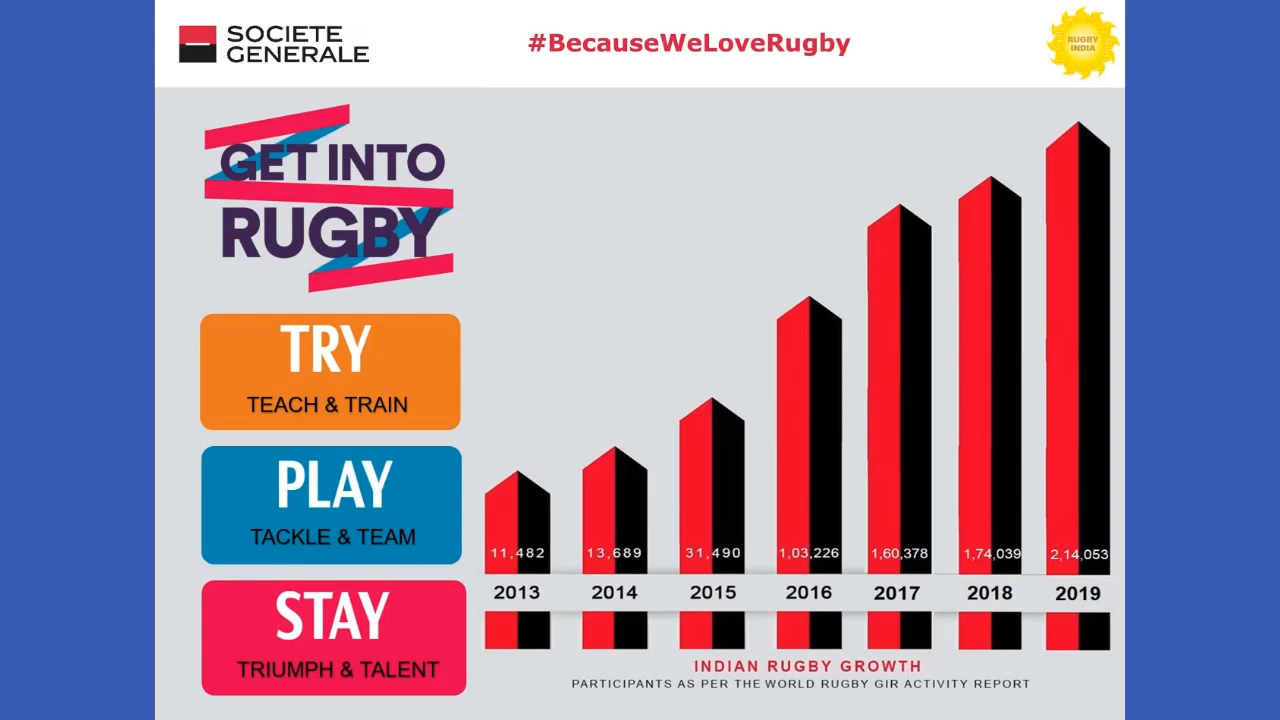 SOCIETE
GENERALE
#BecauseWeLoveRugby
RUGBY
INDIA
GET INTO
RUGBY
TRY
TEACH & TRAIN
PLAY
TACKLE & TEAM
STAY
TRIUMPH & TALENT
11,482 13,689 31,490 1,03,226 1,60,378 1,74,039 2,14,053
2013 2014 2015 2016 2017 2018 2019
INDIAN RUGBY GROWTH
PARTICIPANTS AS PER THE WORLD RUGBY GIR ACTIVITY REPORT